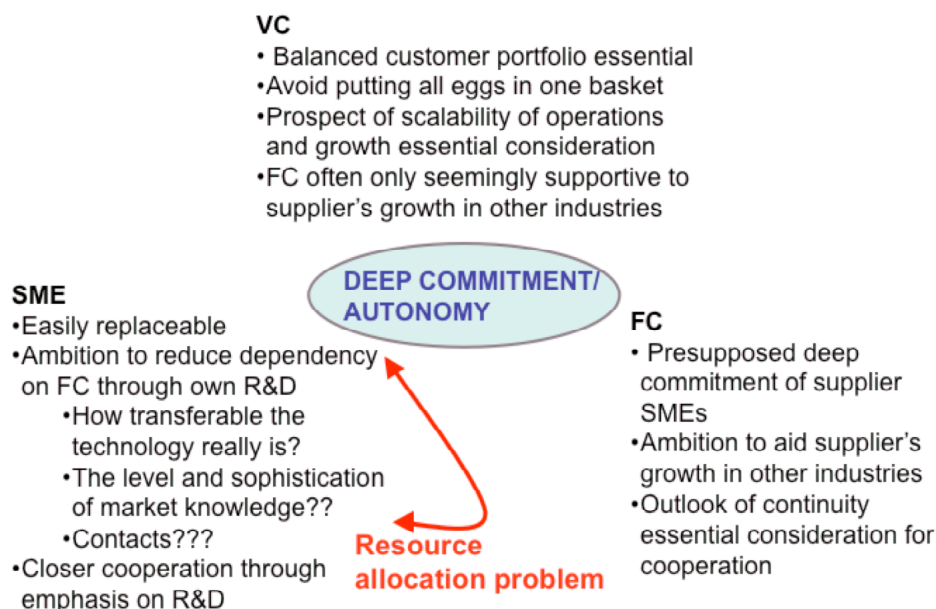 VC
• Balanced customer portfolio essential
•Avoid putting all eggs in one basket
•Prospect of scalability of operations
and growth essential consideration
•FC often only seemingly supportive to
supplier's growth in other industries
DEEP COMMITMENT/
AUTONOMY
SME
•Easily replaceable
•Ambition to reduce dependency
on FC through own R&D
•How transferable the
technology really is?
•The level and sophistication
of market knowledge??
•Contacts???
•Closer cooperation through
emphasis on R&D
Resource
allocation problem
FC
• Presupposed deep
commitment of supplier
SMEs
•Ambition to aid supplier's
growth in other industries
•Outlook of continuity
essential consideration for
cooperation